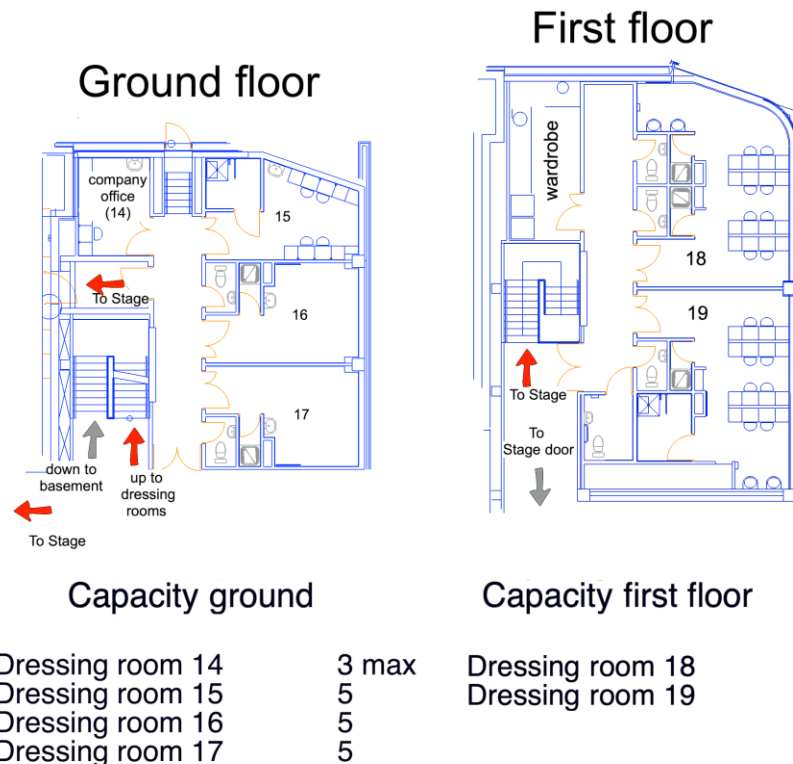 First floor
Ground floor
company
office
(14)
15
To Stage
16
17
down to
basement
up to
dressing
rooms
To Stage
wardrobe
18
19
To Stage
To
Stage door
Capacity ground
Dressing room 14 3 max
Dressing room 15 5
Dressing room 16 5
Dressing room 17 5
Capacity first floor
Dressing room 18
Dressing room 19